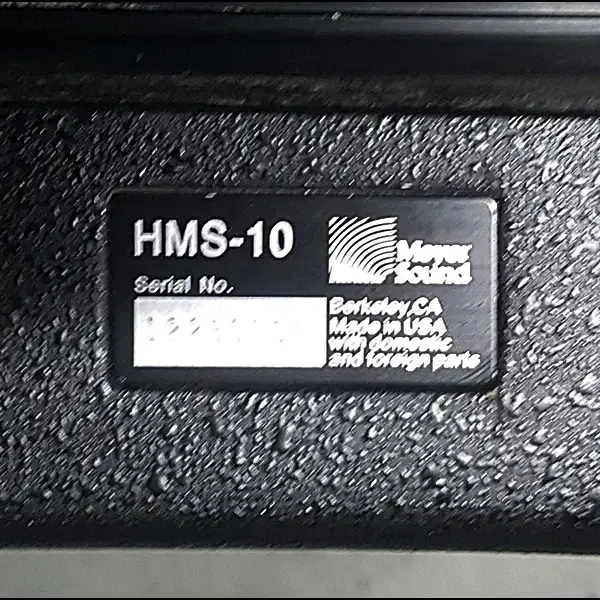 HMS-10
Meyer
Sound
Serial No.
Berkeley, CA
Made in USA
with domestic
and foreign parts